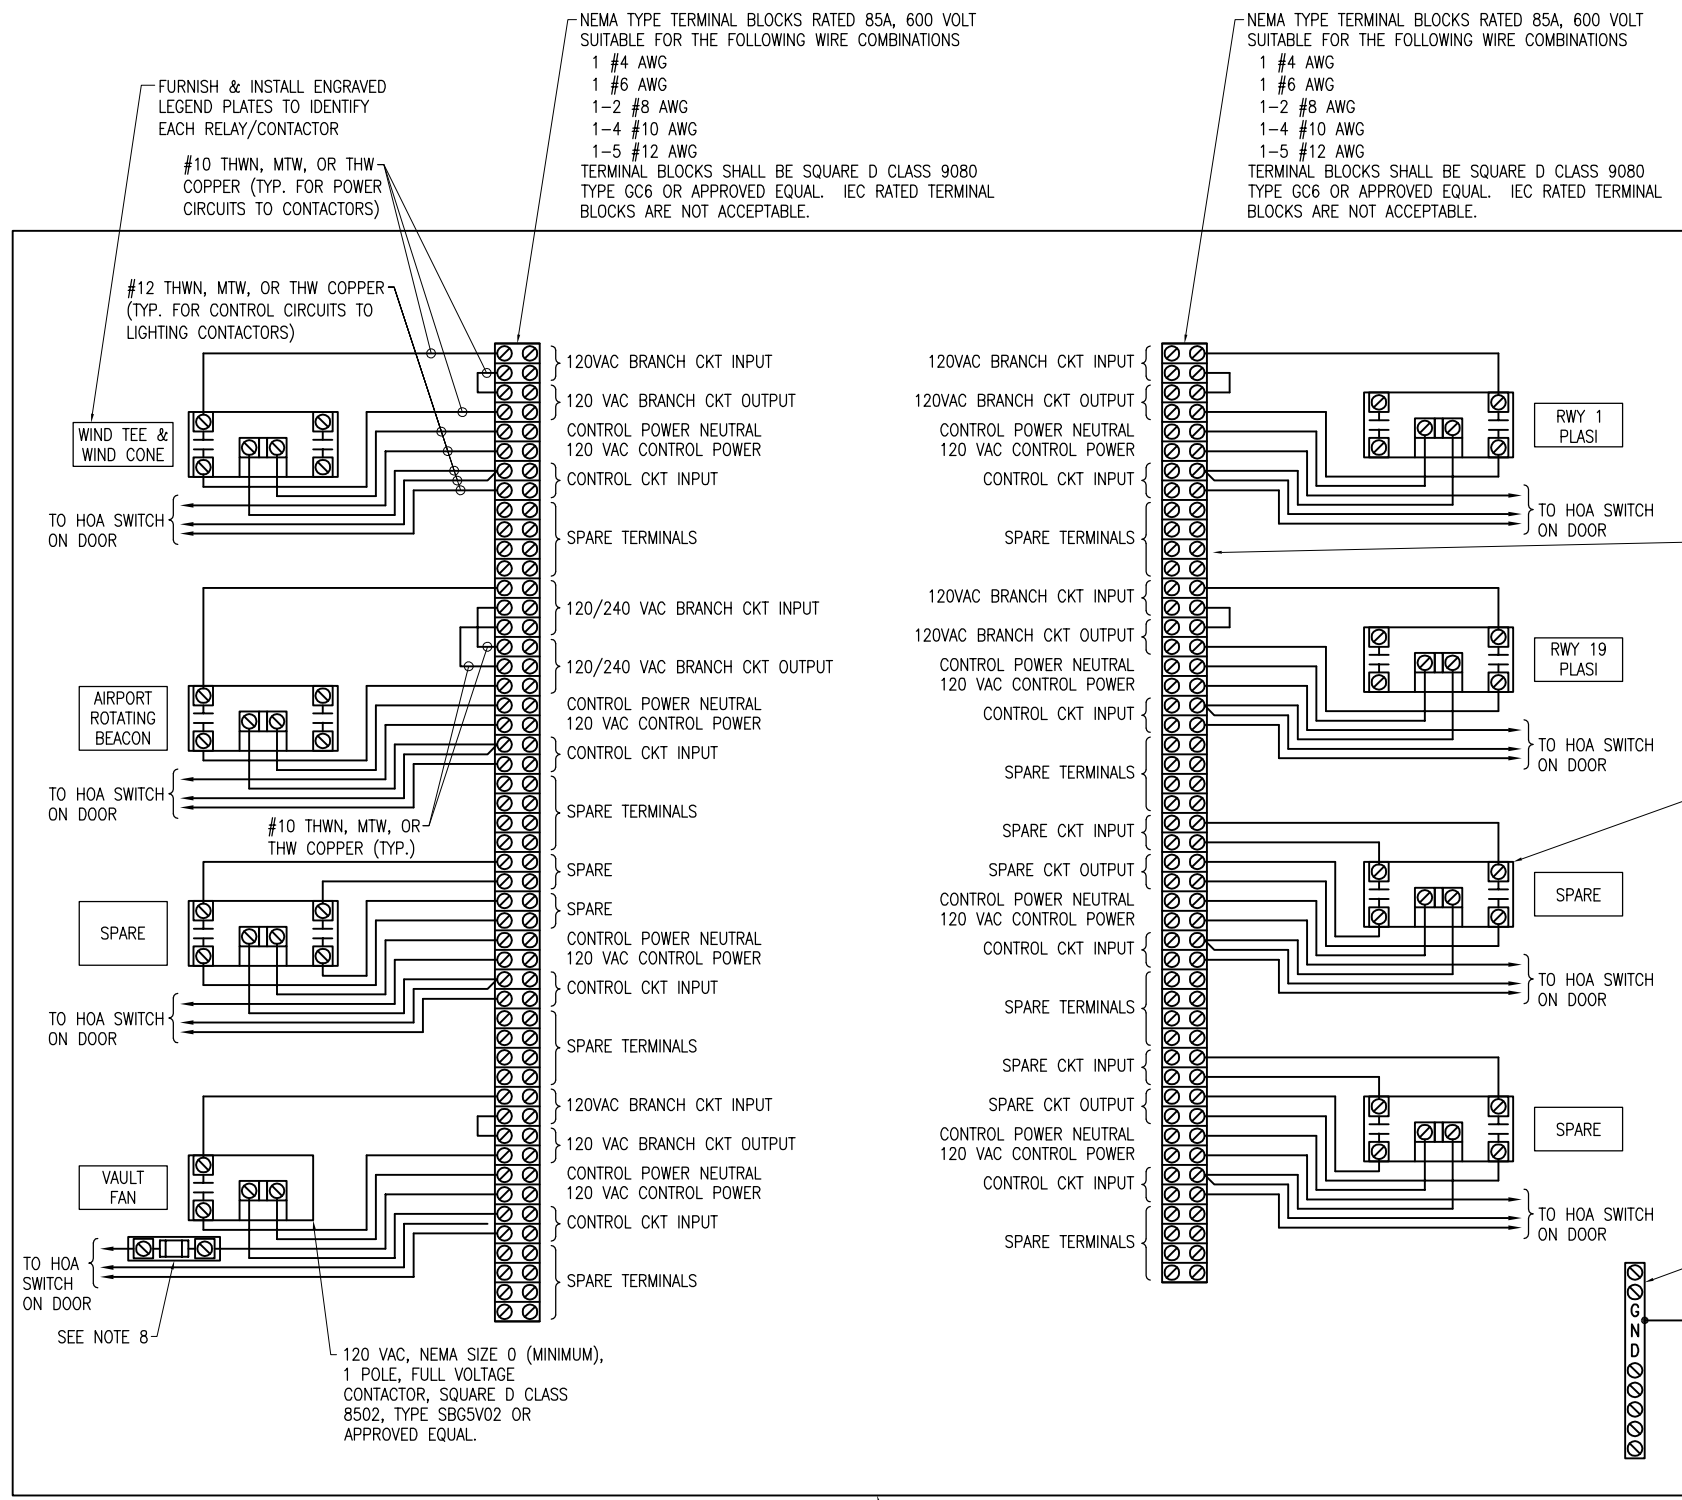 NEMA TYPE TERMINAL BLOCKS RATED 85A, 600 VOLT
SUITABLE FOR THE FOLLOWING WIRE COMBINATIONS
1 #4 AWG
1 #6 AWG
1-2 #8 AWG
1-4 #10 AWG
1-5 #12 AWG
TERMINAL BLOCKS SHALL BE SQUARE D CLASS 9080
TYPE GC6 OR APPROVED EQUAL. IEC RATED TERMINAL
BLOCKS ARE NOT ACCEPTABLE.
NEMA TYPE TERMINAL BLOCKS RATED 85A, 600 VOLT
SUITABLE FOR THE FOLLOWING WIRE COMBINATIONS
1 #4 AWG
1 #6 AWG
1-2 #8 AWG
1-4 #10 AWG
1-5 #12 AWG
TERMINAL BLOCKS SHALL BE SQUARE D CLASS 9080
TYPE GC6 OR APPROVED EQUAL. IEC RATED TERMINAL
BLOCKS ARE NOT ACCEPTABLE.
FURNISH & INSTALL ENGRAVED
LEGEND PLATES TO IDENTIFY
EACH RELAY/CONTACTOR
#10 THWN, MTW, OR THW
COPPER (TYP. FOR POWER
CIRCUITS TO CONTACTORS)
#12 THWN, MTW, OR THW COPPER
(TYP. FOR CONTROL CIRCUITS TO
LIGHTING CONTACTORS)
WIND TEE &
WIND CONE
TO HOA SWITCH
ON DOOR
120VAC BRANCH CKT INPUT
120 VAC BRANCH CKT OUTPUT
CONTROL POWER NEUTRAL
120 VAC CONTROL POWER
CONTROL CKT INPUT
SPARE TERMINALS
AIRPORT
ROTATING
BEACON
TO HOA SWITCH
ON DOOR
#10 THWN, MTW, OR
THW COPPER (TYP.)
120/240 VAC BRANCH CKT INPUT
120/240 VAC BRANCH CKT OUTPUT
CONTROL POWER NEUTRAL
120 VAC CONTROL POWER
CONTROL CKT INPUT
SPARE TERMINALS
SPARE
TO HOA SWITCH
ON DOOR
SPARE
SPARE
CONTROL POWER NEUTRAL
120 VAC CONTROL POWER
CONTROL CKT INPUT
SPARE TERMINALS
VAULT
FAN
TO HOA
SWITCH
ON DOOR
SEE NOTE 8
120VAC BRANCH CKT INPUT
120 VAC BRANCH CKT OUTPUT
CONTROL POWER NEUTRAL
120 VAC CONTROL POWER
CONTROL CKT INPUT
SPARE TERMINALS
120 VAC, NEMA SIZE 0 (MINIMUM),
1 POLE, FULL VOLTAGE
CONTACTOR, SQUARE D CLASS
8502, TYPE SBG5V02 OR
APPROVED EQUAL.
120VAC BRANCH CKT INPUT
120VAC BRANCH CKT OUTPUT
CONTROL POWER NEUTRAL
120 VAC CONTROL POWER
CONTROL CKT INPUT
SPARE TERMINALS
RWY 1
PLASI
TO HOA SWITCH
ON DOOR
120VAC BRANCH CKT INPUT
120VAC BRANCH CKT OUTPUT
CONTROL POWER NEUTRAL
120 VAC CONTROL POWER
CONTROL CKT INPUT
SPARE TERMINALS
RWY 19
PLASI
TO HOA SWITCH
ON DOOR
SPARE CKT INPUT
SPARE CKT OUTPUT
CONTROL POWER NEUTRAL
120 VAC CONTROL POWER
CONTROL CKT INPUT
SPARE TERMINALS
SPARE
TO HOA SWITCH
ON DOOR
SPARE CKT INPUT
SPARE CKT OUTPUT
CONTROL POWER NEUTRAL
120 VAC CONTROL POWER
CONTROL CKT INPUT
SPARE TERMINALS
SPARE
TO HOA SWITCH
ON DOOR
GND